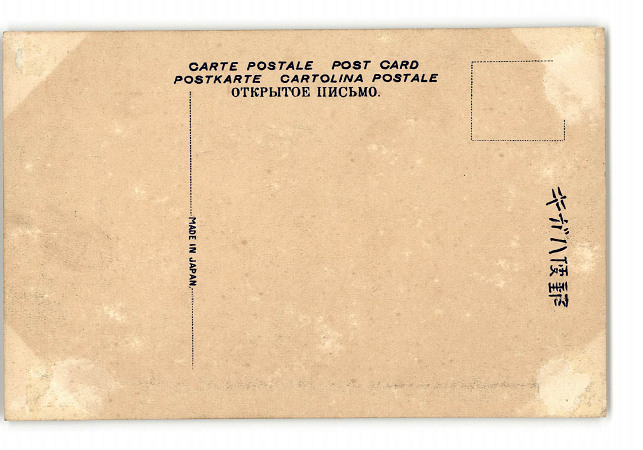 CARTE POSTALE POST CARD
POSTKARTE CARTOLINA POSTALE
ОТКРЫТОЕ ПИСЬМО.
MADE IN JAPAN.
郵便ハガキ